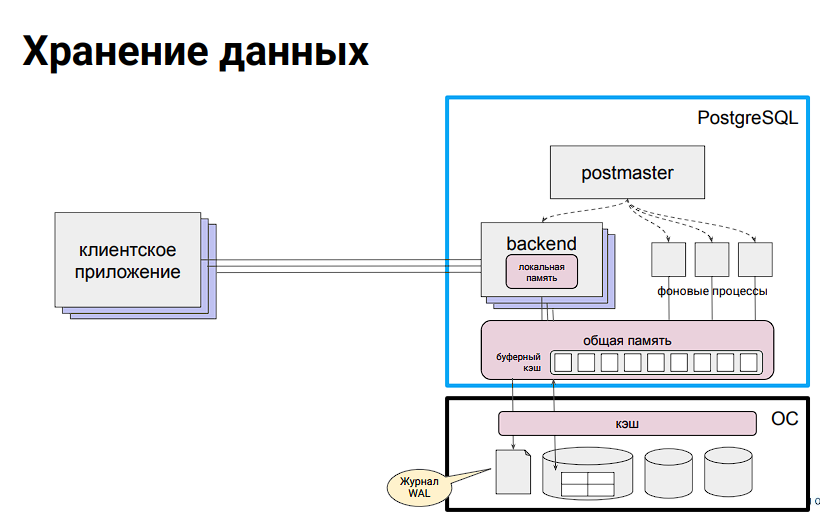 Хранение данных
PostgreSQL
postmaster
клиентское
приложение
backend
локальная
память
фоновые процессы
общая память
буферный
кэш
кэш
ОС
Журнал
WAL